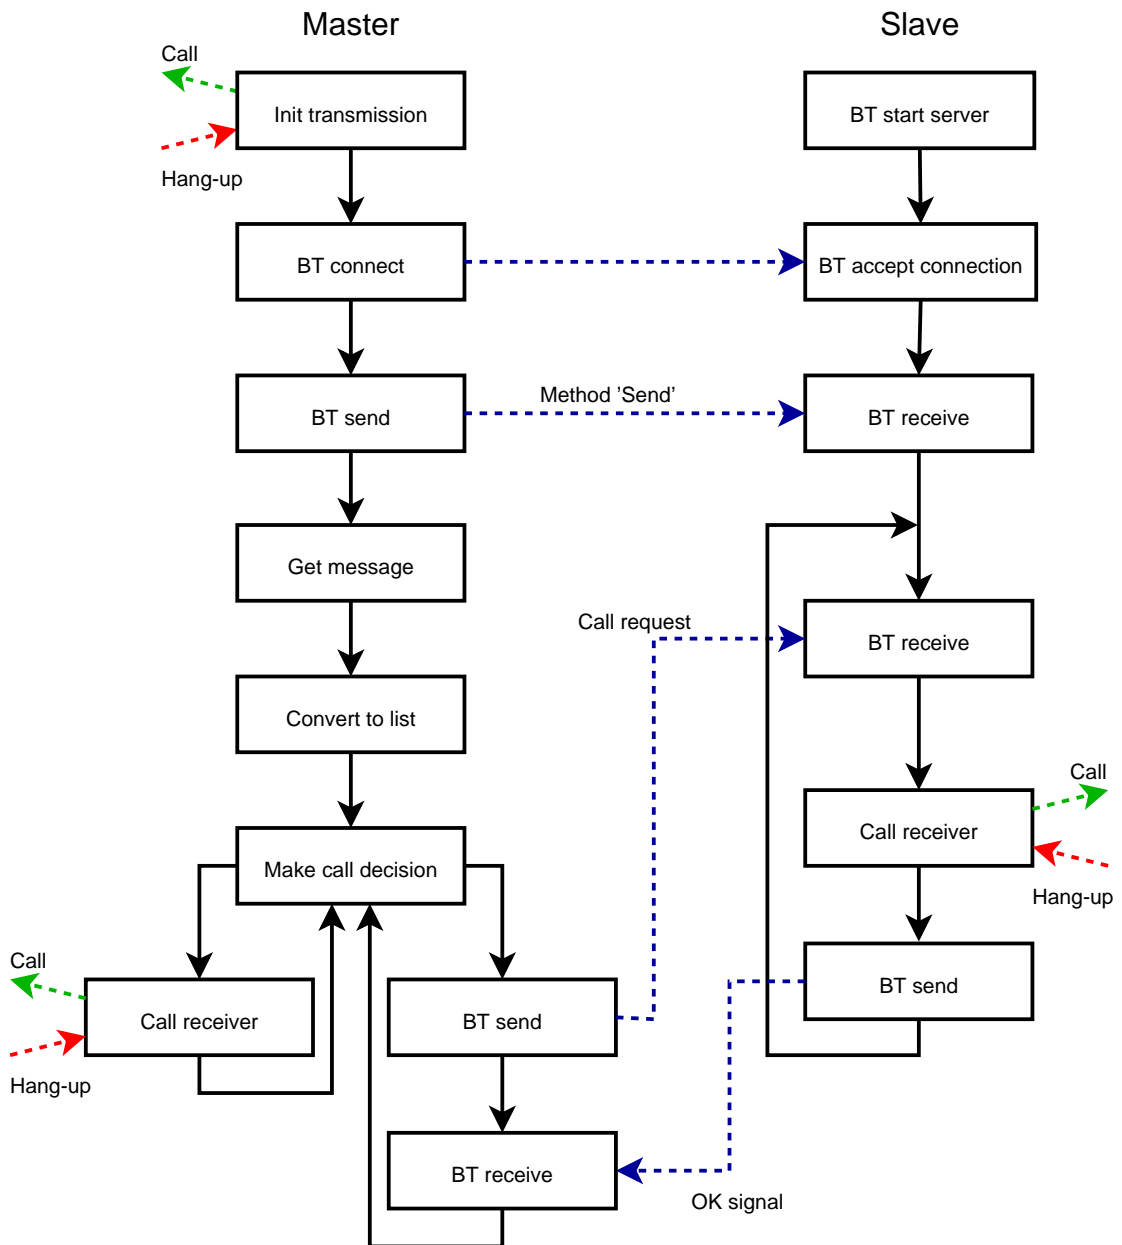 Master
Slave
Call
Init transmission
BT start server
Hang-up
BT connect
BT accept connection
Method ’Send’
BT send
BT receive
Get message
Call request
BT receive
Convert to list
Call
Call receiver
Make call decision
Hang-up
Call
BT send
Call receiver
BT send
Hang-up
BT receive
OK signal